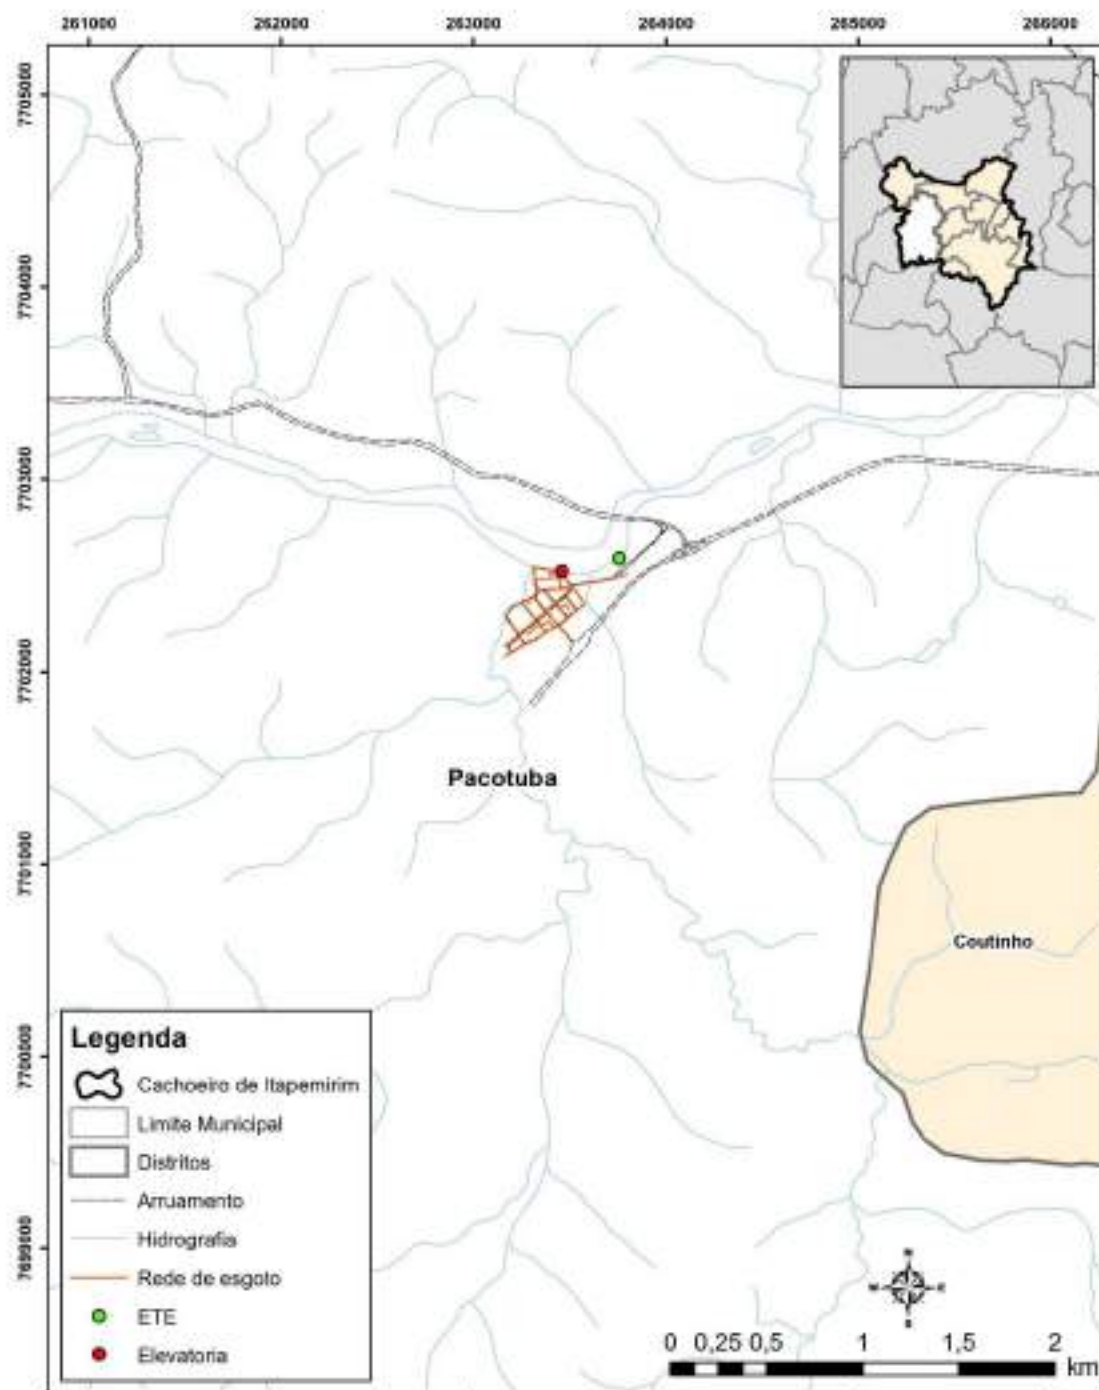 261000 262000 263000 264000 265000 266000
7705000
7704000
7703000
7702000
7701000
7700000
7699000
Pacotuba
Coutinho
Legenda
Cachoeiro de Itapemirim
Limite Municipal
Distritos
Arruamento
Hidrografia
Rede de esgoto
ETE
Elevatoria
N
S
0 0,25 0,5 1 1,5 2
km